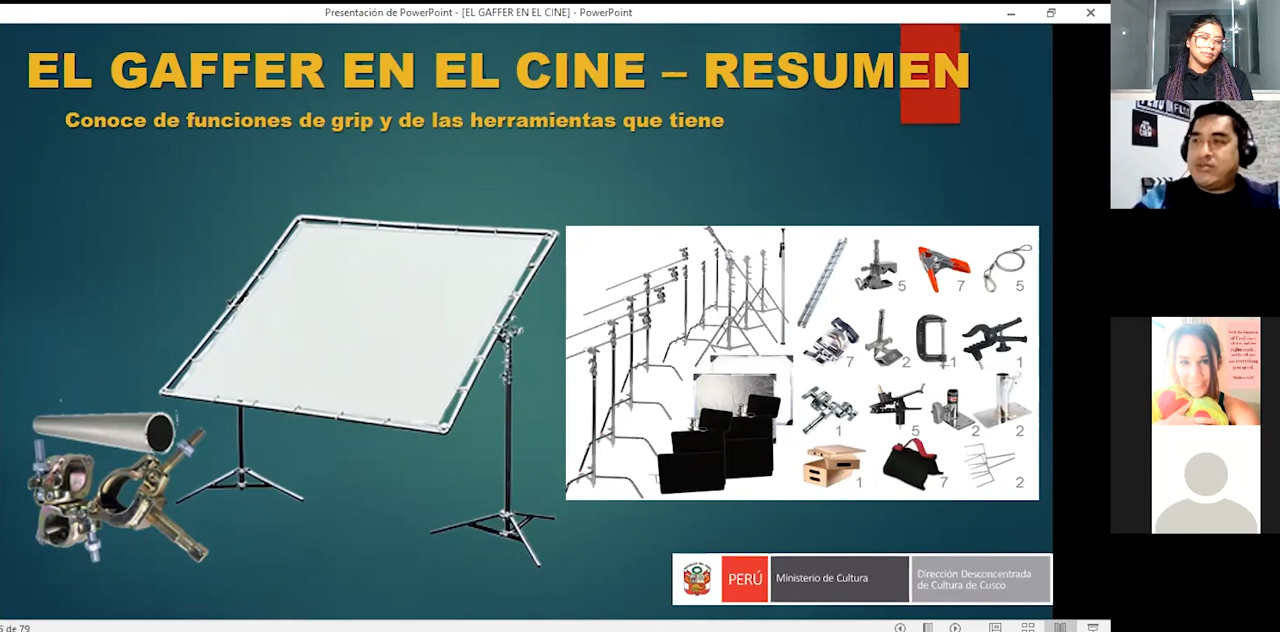 Presentación de PowerPoint - [EL GAFFER EN EL CINE] - PowerPoint
EL GAFFER EN EL CINE – RESUMEN
Conoce de funciones de grip y de las herramientas que tiene
5
7
5
7
2
1
1
1
5
2
2
1
7
2
PERÚ
Ministerio de Cultura
Dirección Desconcentrada
de Cultura de Cusco
de 79